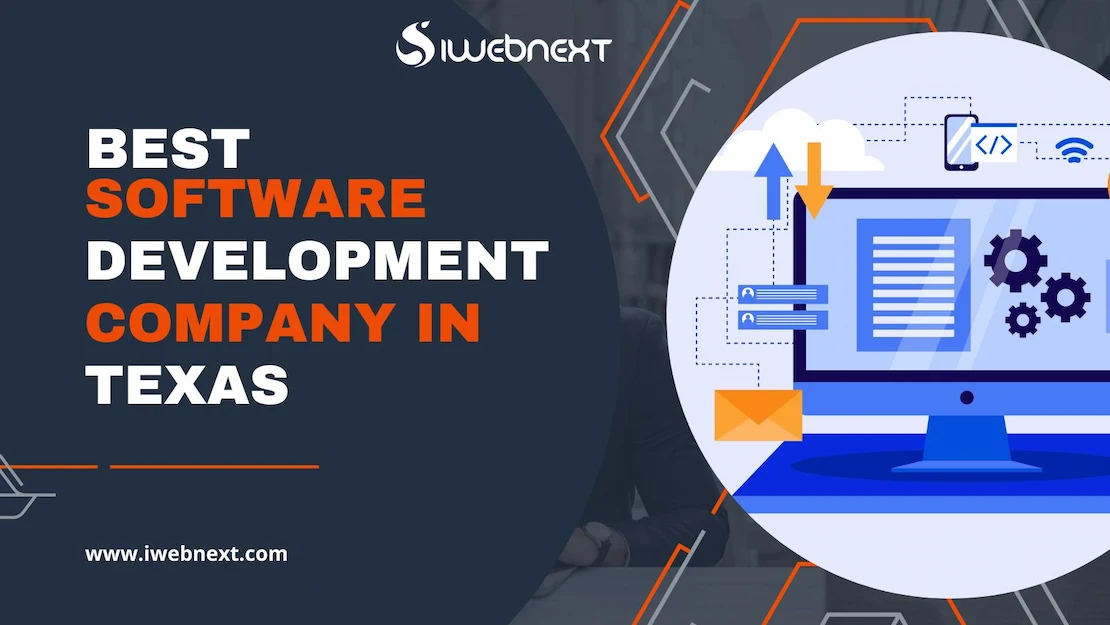 IWEBNEXT
BEST
SOFTWARE
DEVELOPMENT
COMPANY IN
TEXAS
</>
www.iwebnext.com